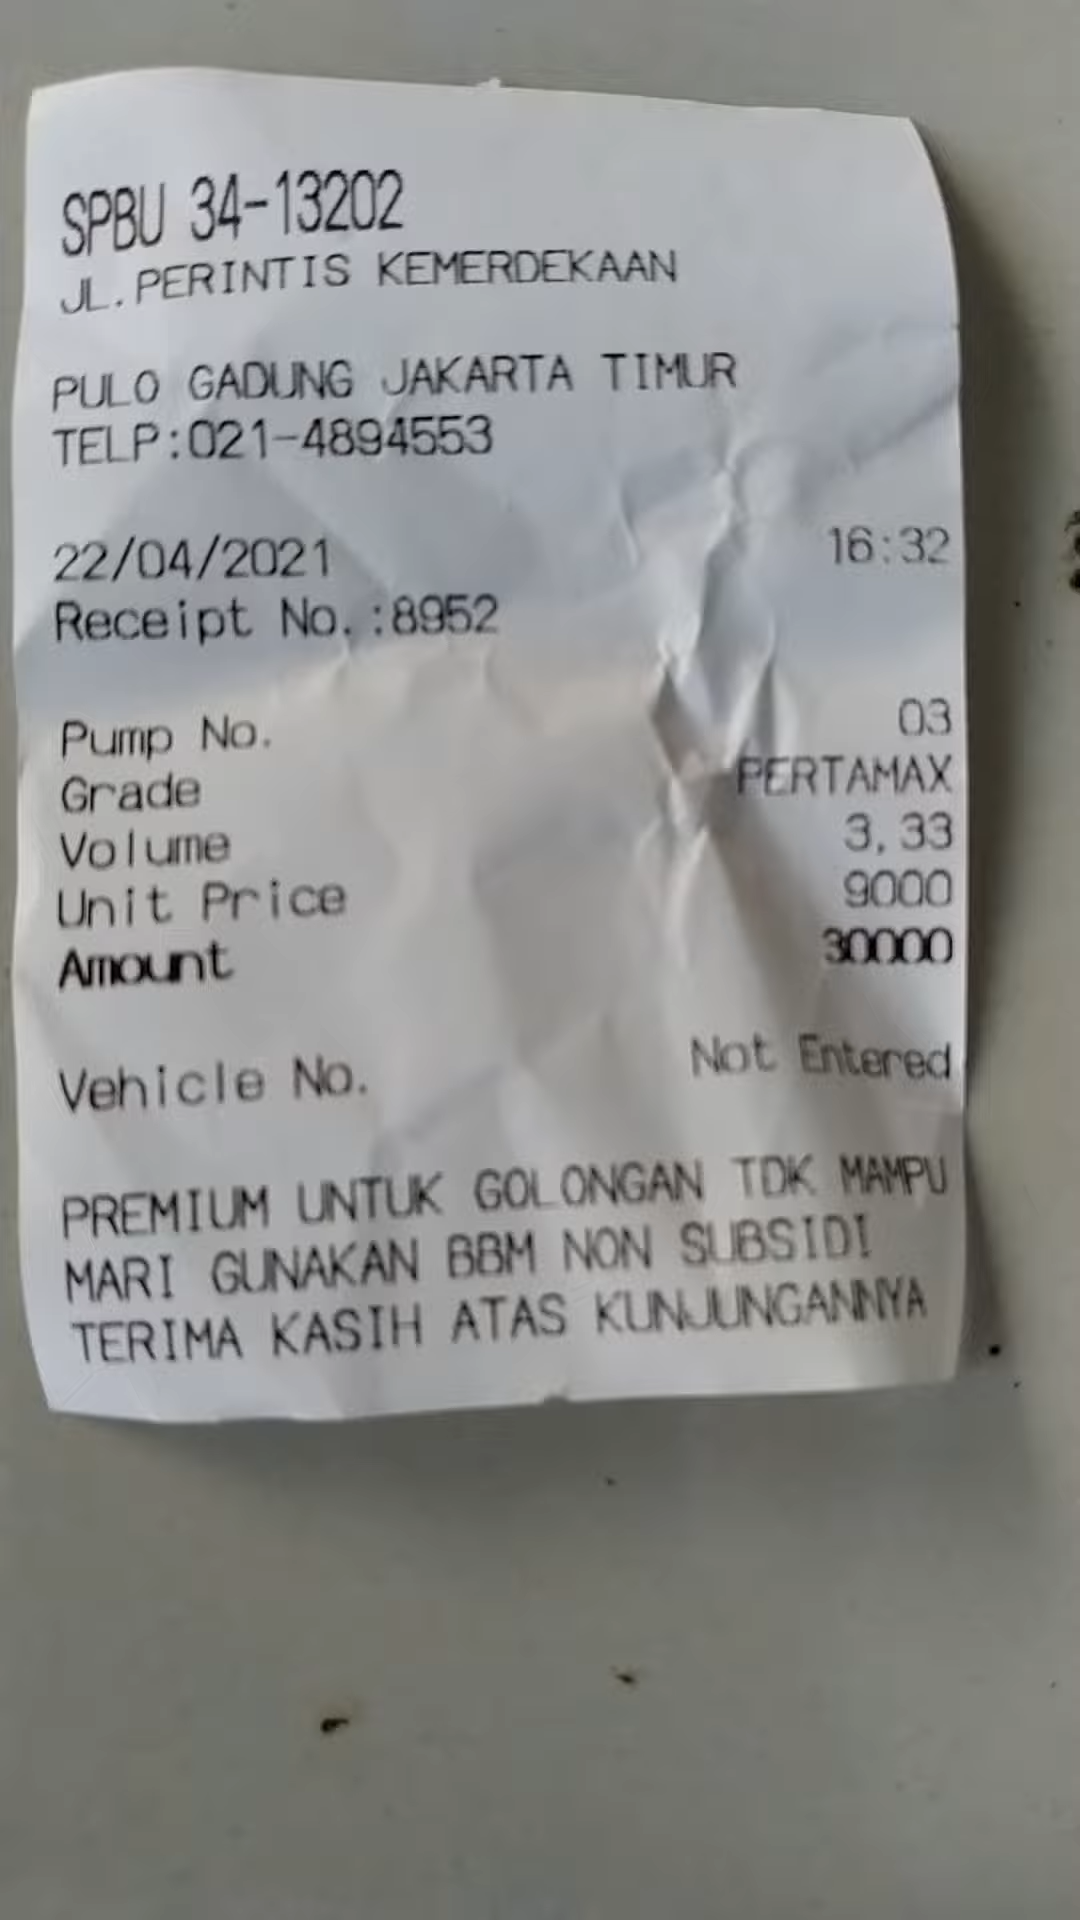 SPBU 34-13202
JL.PERINTIS KEMERDEKAAN
PULO GADUNG JAKARTA TIMUR
TELP:021-4894553
22/04/2021 16:32
Receipt No.:8952
Pump No. 03
Grade PERTAMAX
Volume 3,33
Unit Price 9000
Amount 30000
Vehicle No. Not Entered
PREMIUM UNTUK GOLONGAN TDK MAMPU
MARI GUNAKAN BBM NON SUBSIDI
TERIMA KASIH ATAS KUNJUNGANNYA